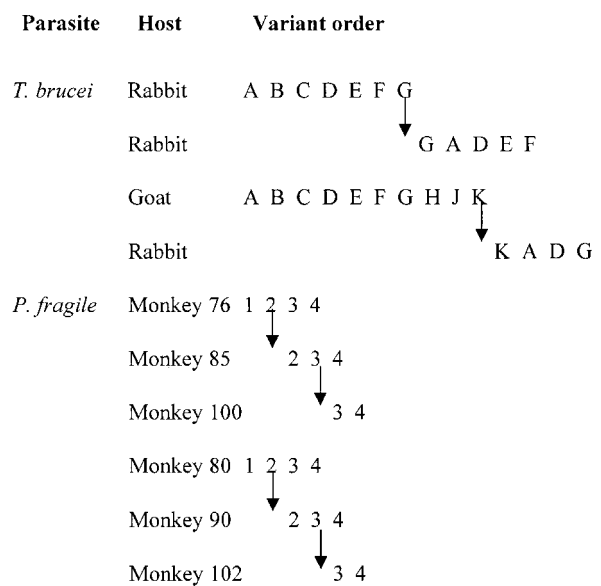 Parasite Host Variant order
T. brucei Rabbit A B C D E F G
Rabbit G A D E F
Goat A B C D E F G H J K
Rabbit K A D G
P. fragile Monkey 76 1 2 3 4
Monkey 85 2 3 4
Monkey 100 3 4
Monkey 80 1 2 3 4
Monkey 90 2 3 4
Monkey 102 3 4